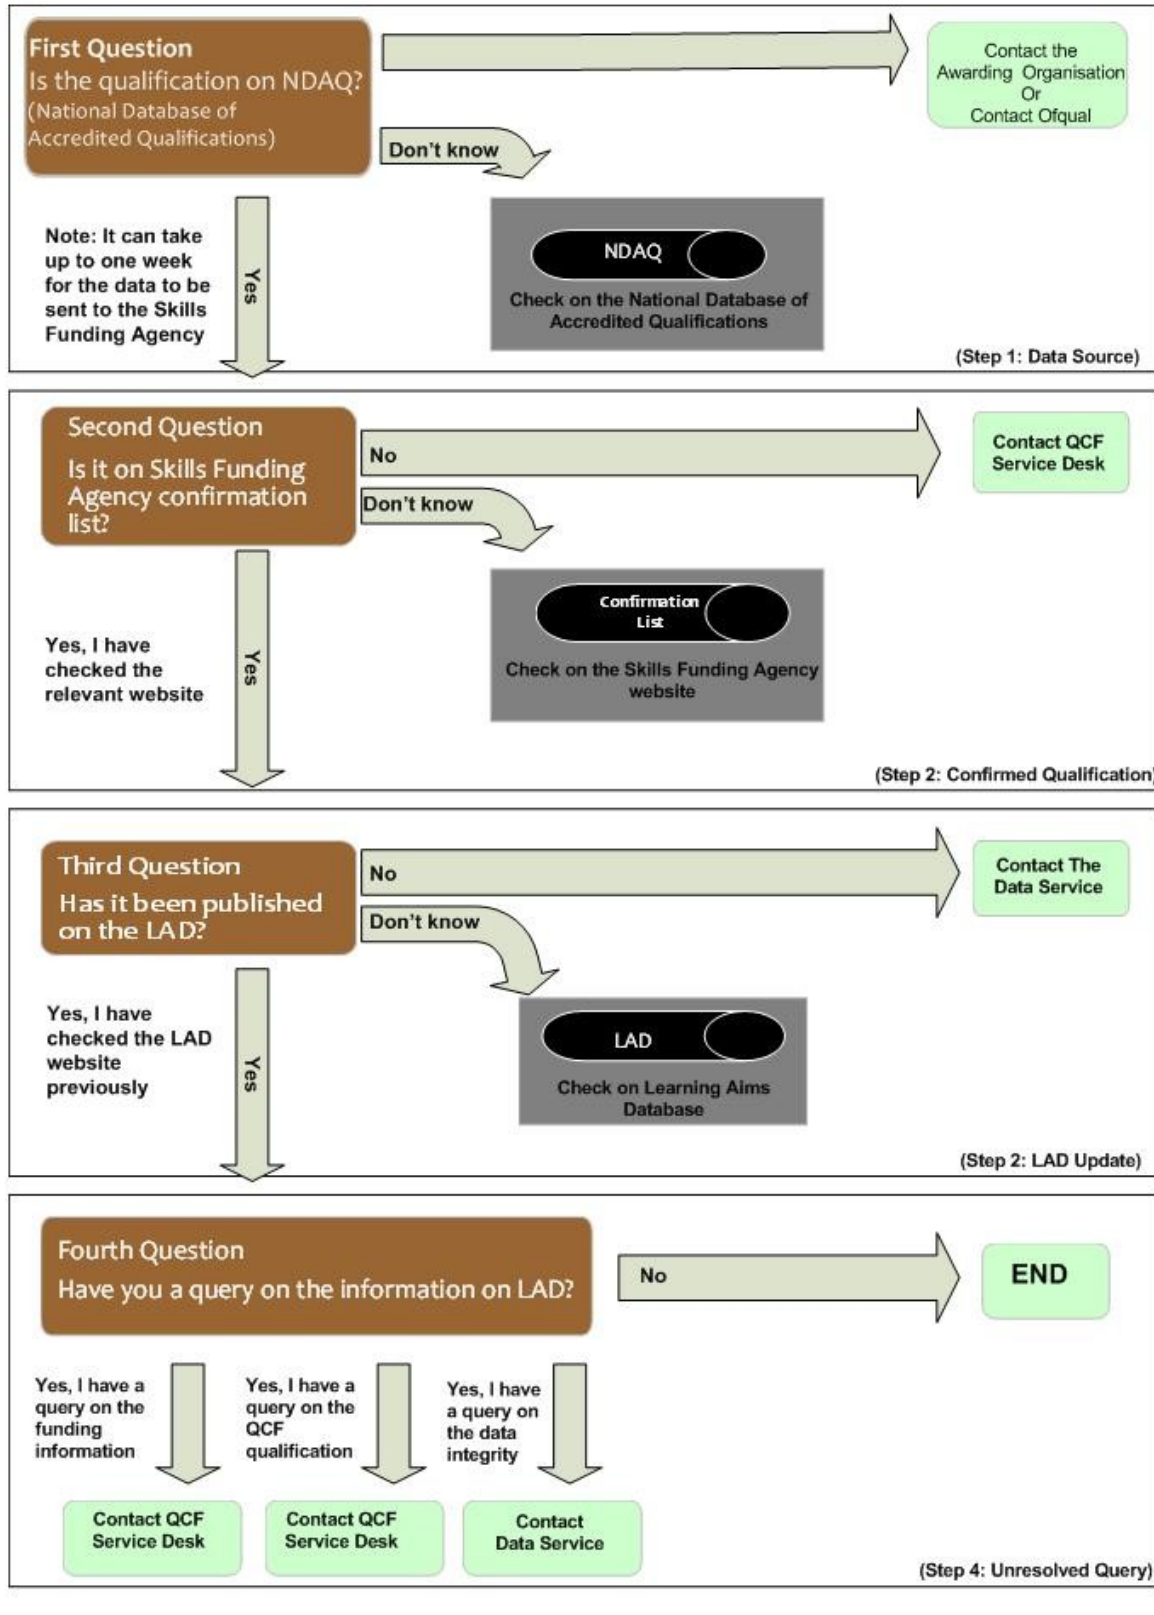 First Question
Is the qualification on NDAQ?
(National Database of
Accredited Qualifications)
Contact the
Awarding Organisation
Or
Contact Ofqual
Don't know
Note: It can take
up to one week
for the data to be
sent to the Skills
Funding Agency
Yes
NDAQ
Check on the National Database of
Accredited Qualifications
(Step 1: Data Source)
Second Question
Is it on Skills Funding
Agency confirmation
list?
No
Contact QCF
Service Desk
Don't know
Yes, I have
checked the
relevant website
Yes
Confirmation
List
Check on the Skills Funding Agency
website
(Step 2: Confirmed Qualification)
Third Question
Has it been published
on the LAD?
No
Contact The
Data Service
Don't know
Yes, I have
checked the LAD
website
previously
Yes
LAD
Check on Learning Aims
Database
(Step 2: LAD Update)
Fourth Question
Have you a query on the information on LAD?
No
END
Yes, I have a
query on the
funding
information
Yes, I have a
query on the
QCF
qualification
Yes, I have
a query on
the data
integrity
Contact QCF
Service Desk
Contact QCF
Service Desk
Contact
Data Service
(Step 4: Unresolved Query)